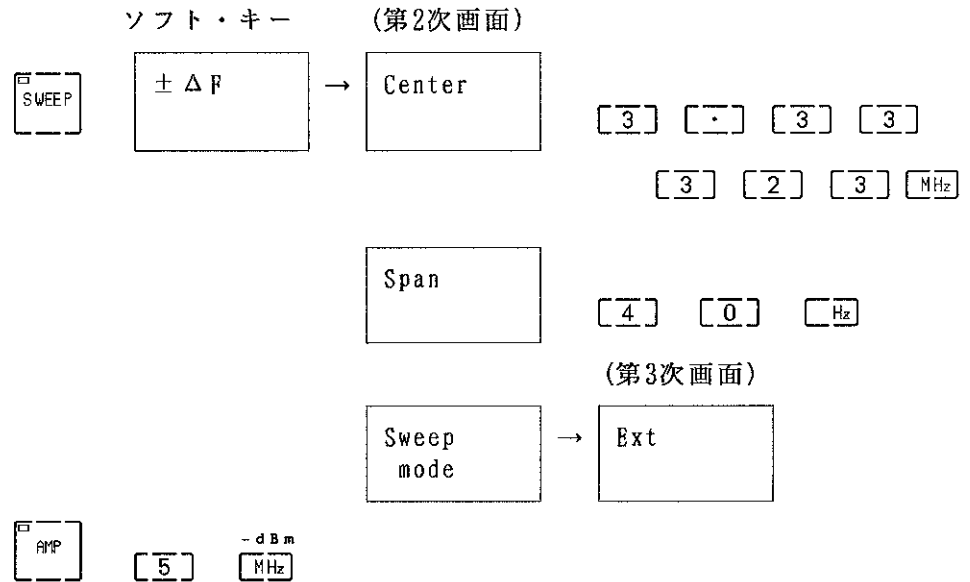 ソフト・キー (第2次画面)
SWEEP ±ΔF → Center 3 · 3 3
3 2 3 MHz
Span 4 0 Hz
(第3次画面)
Sweep → Ext
mode
AMP 5 -dBm
MHz